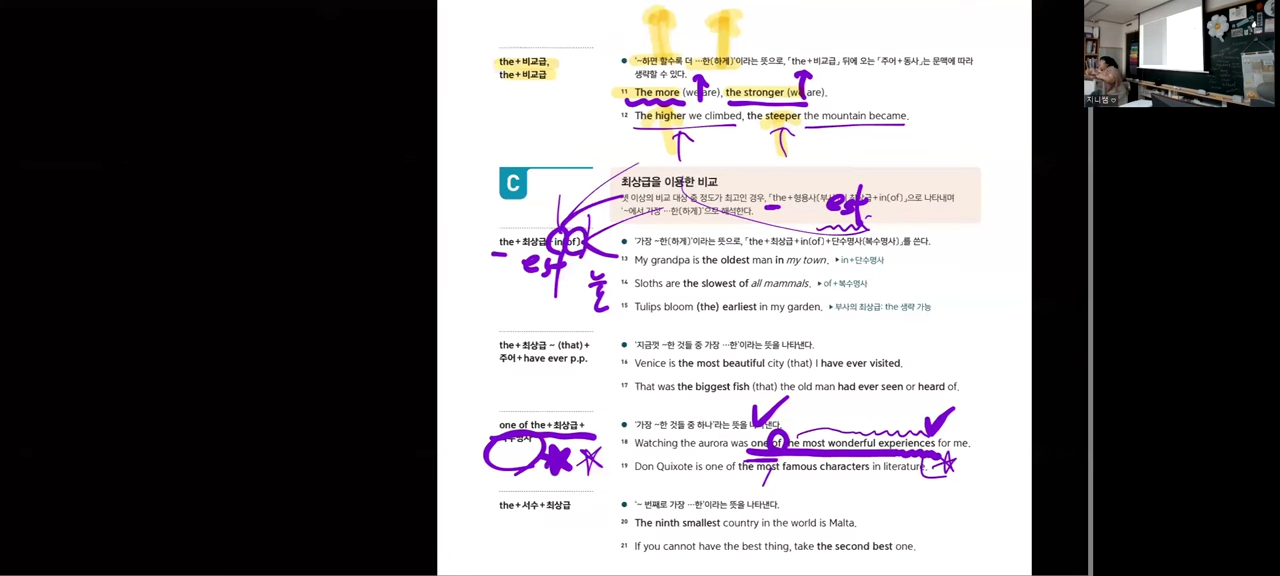 the+비교급,
the+비교급
● '~하면 할수록 더 …한(하게)'이라는 뜻으로, 「the+비교급」 뒤에 오는 「주어+동사」는 문맥에 따라
생략할 수 있다.
11 The more (we are), the stronger (we are).
12 The higher we climbed, the steeper the mountain became.
C
최상급을 이용한 비교
셋 이상의 비교 대상 중 정도가 최고인 경우, 「the+형용사(부사)의 최상급+in(of)」으로 나타내며
'~에서 가장 …한(하게)'으로 해석한다.
est
the+최상급+in(of)
est
● '가장 ~한(하게)'이라는 뜻으로, 「the+최상급+in(of)+단수명사(복수명사)」를 쓴다.
13 My grandpa is the oldest man in my town. ▶in+단수명사
14 Sloths are the slowest of all mammals. ▶of+복수명사
15 Tulips bloom (the) earliest in my garden. ▶부사의 최상급: the 생략 가능
the+최상급 ~ (that)+
주어+have ever p.p.
● '지금껏 ~한 것들 중 가장 …한'이라는 뜻을 나타낸다.
16 Venice is the most beautiful city (that) I have ever visited.
17 That was the biggest fish (that) the old man had ever seen or heard of.
one of the+최상급+
복수명사
● '가장 ~한 것들 중 하나'라는 뜻을 나타낸다.
18 Watching the aurora was one of the most wonderful experiences for me.
19 Don Quixote is one of the most famous characters in literature.
the+서수+최상급
● '~ 번째로 가장 …한'이라는 뜻을 나타낸다.
20 The ninth smallest country in the world is Malta.
21 If you cannot have the best thing, take the second best one.
지니쌤